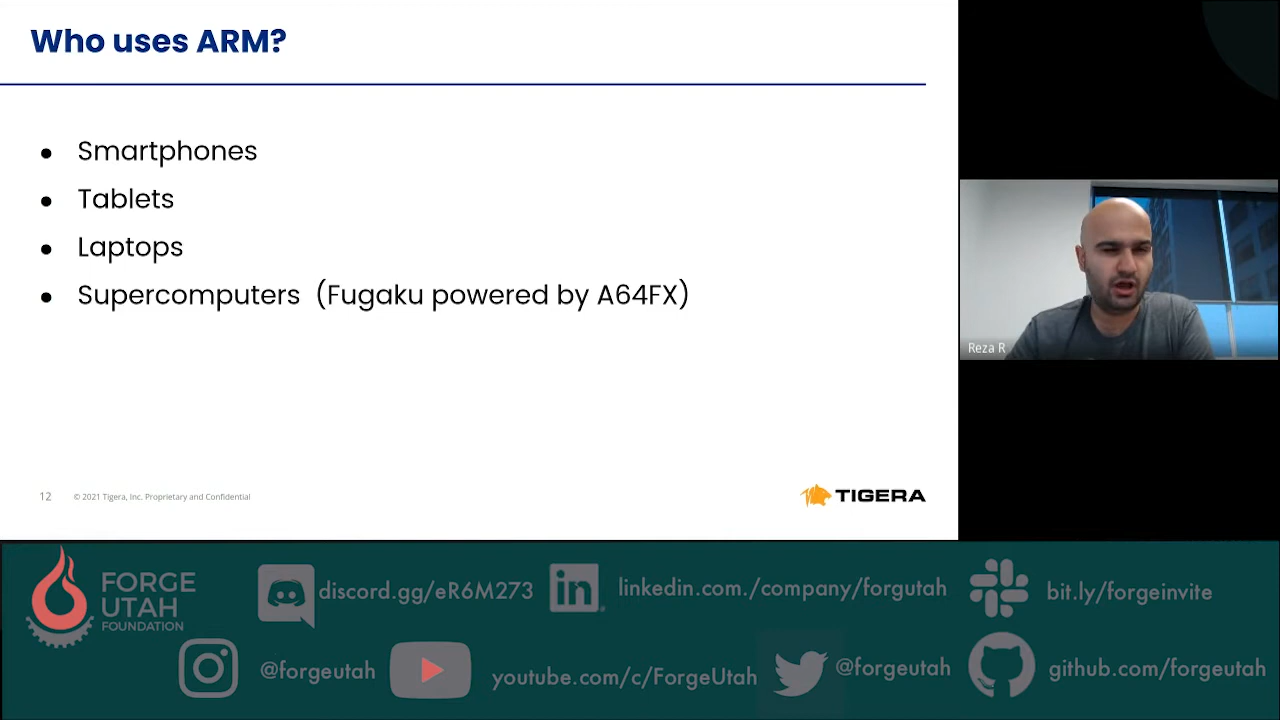 Who uses ARM?
● Smartphones
● Tablets
● Laptops
● Supercomputers (Fugaku powered by A64FX)
12 © 2021 Tigera, Inc. Proprietary and Confidential
TIGERA
Reza R
FORGE
UTAH
FOUNDATION
discord.gg/eR6M273
in
linkedin.com./company/forgutah
bit.ly/forgeinvite
@forgeutah
youtube.com/c/ForgeUtah
@forgeutah
github.com/forgeutah